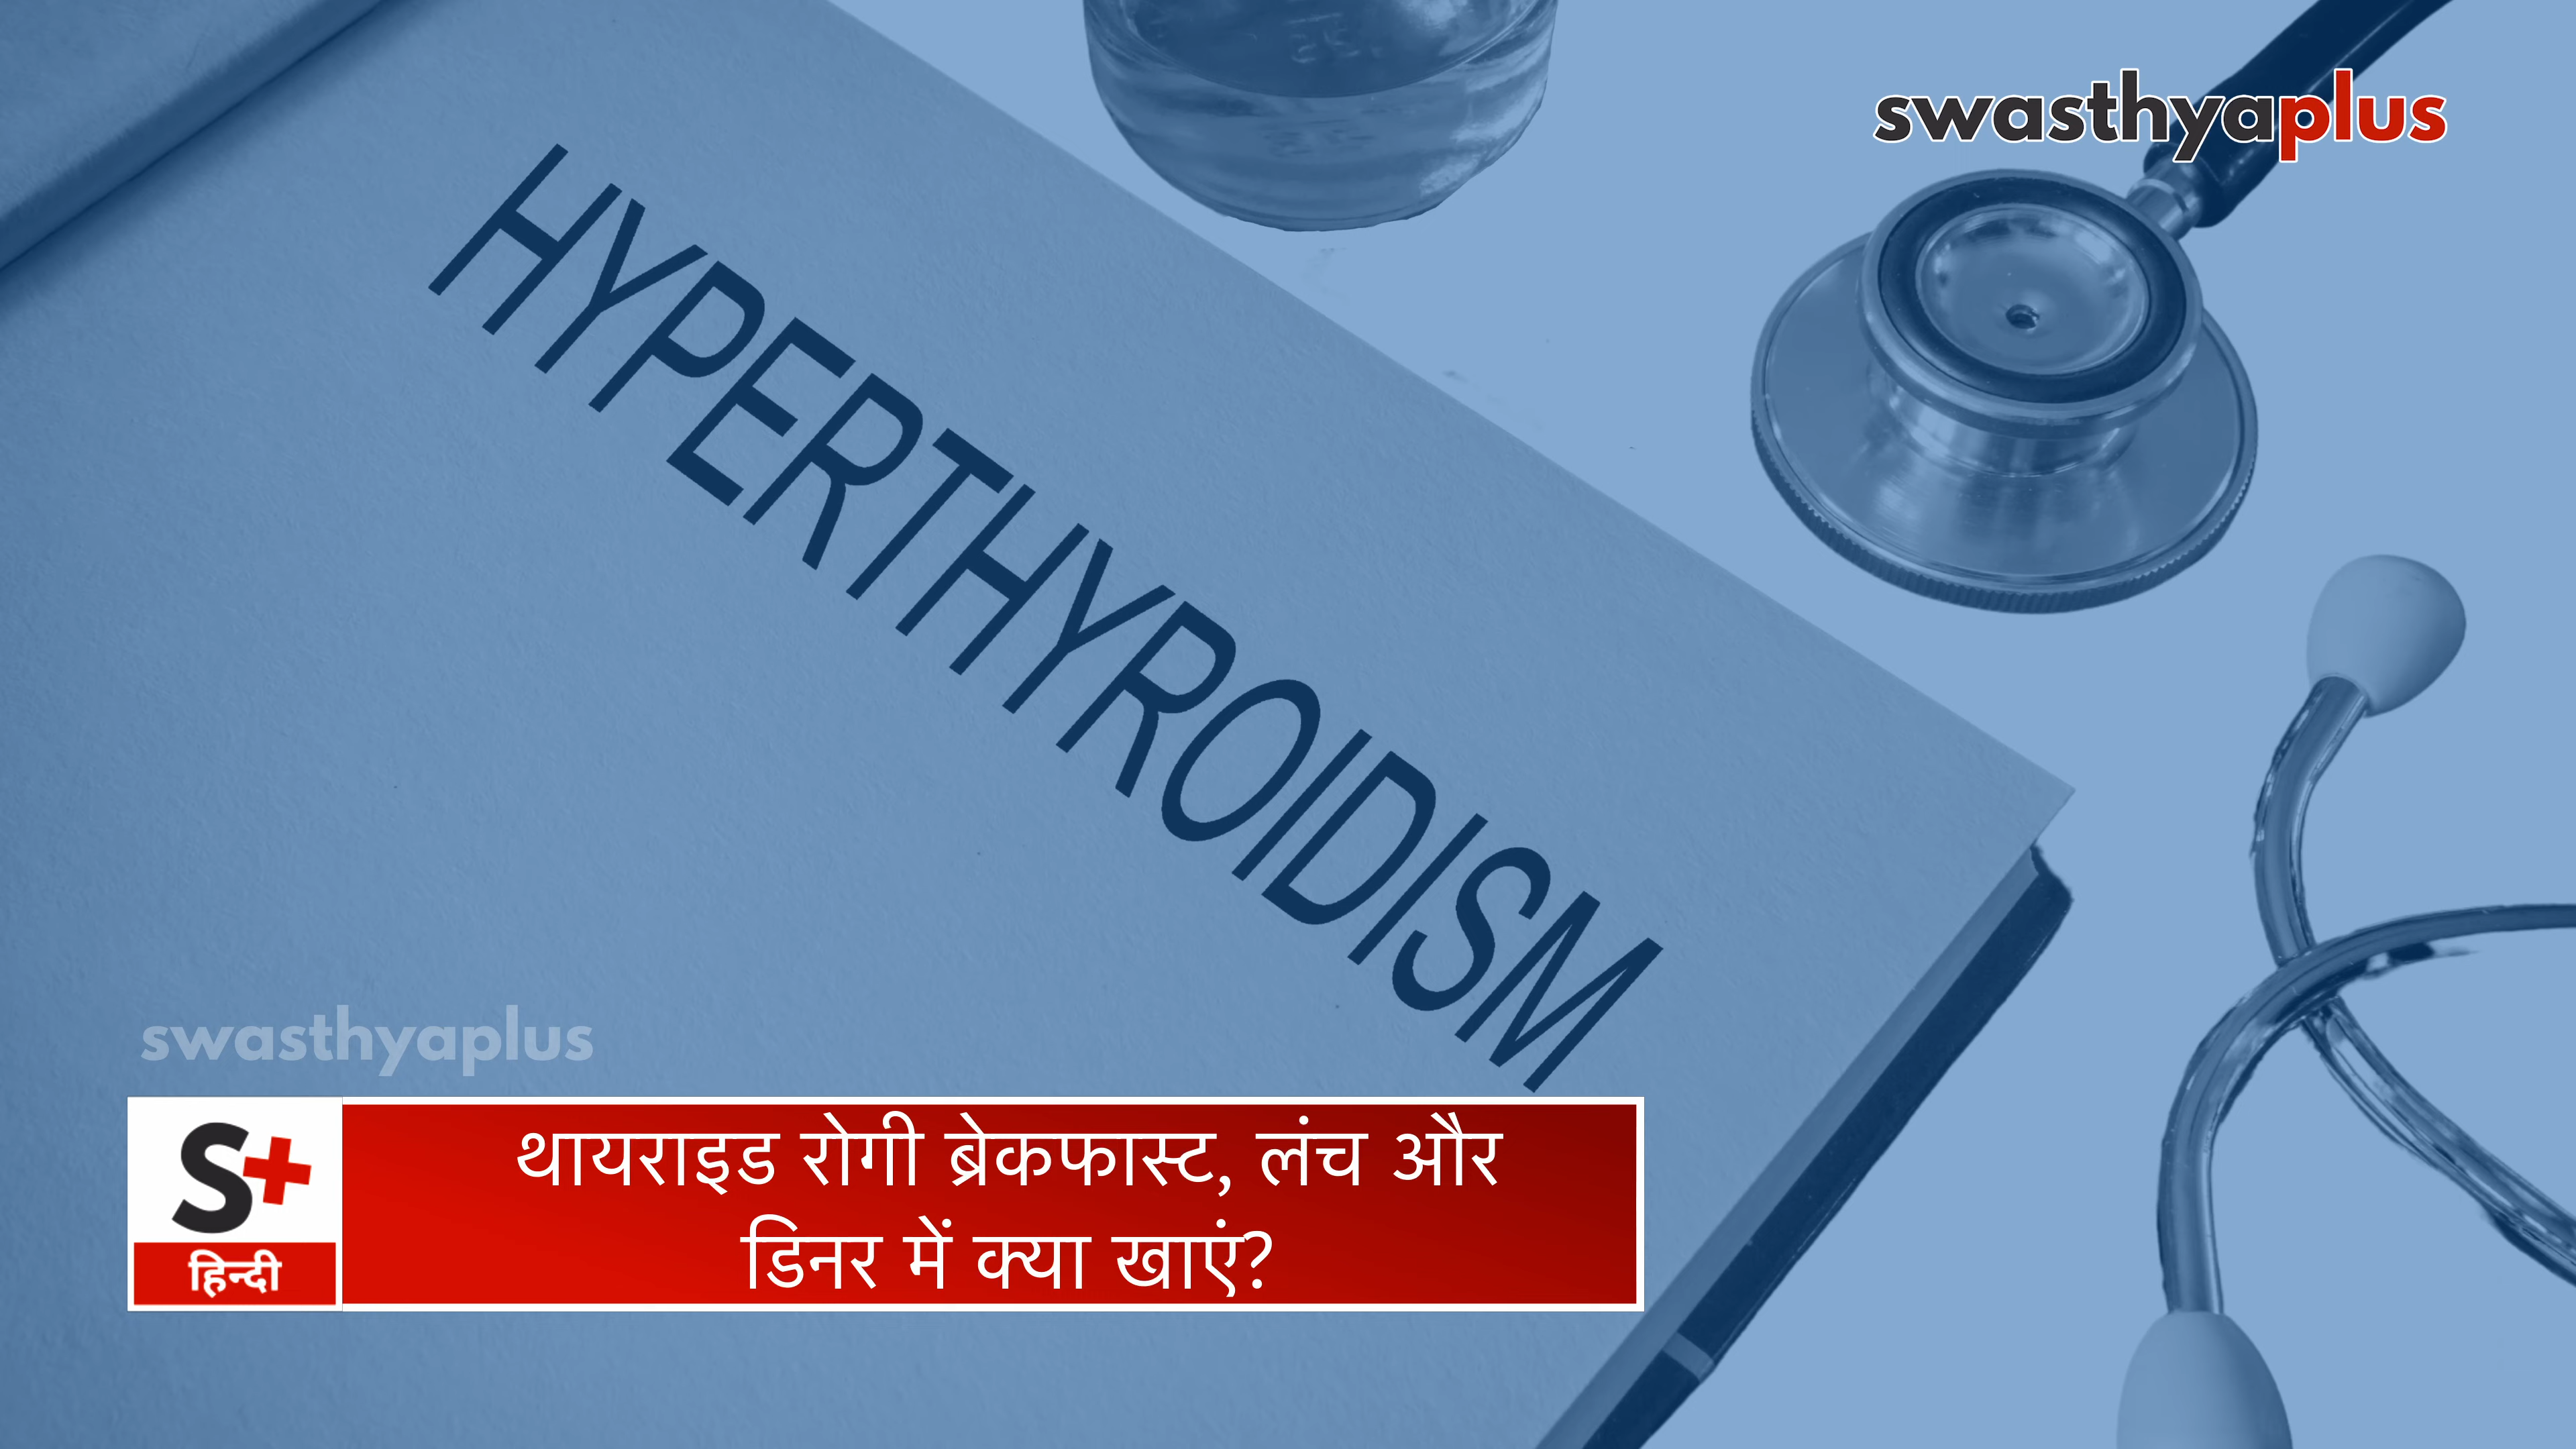 swasthyaplus
HYPERTHYROIDISM
swasthyaplus
S+
हिन्दी
थायराइड रोगी ब्रेकफास्ट, लंच और
डिनर में क्या खाएं?